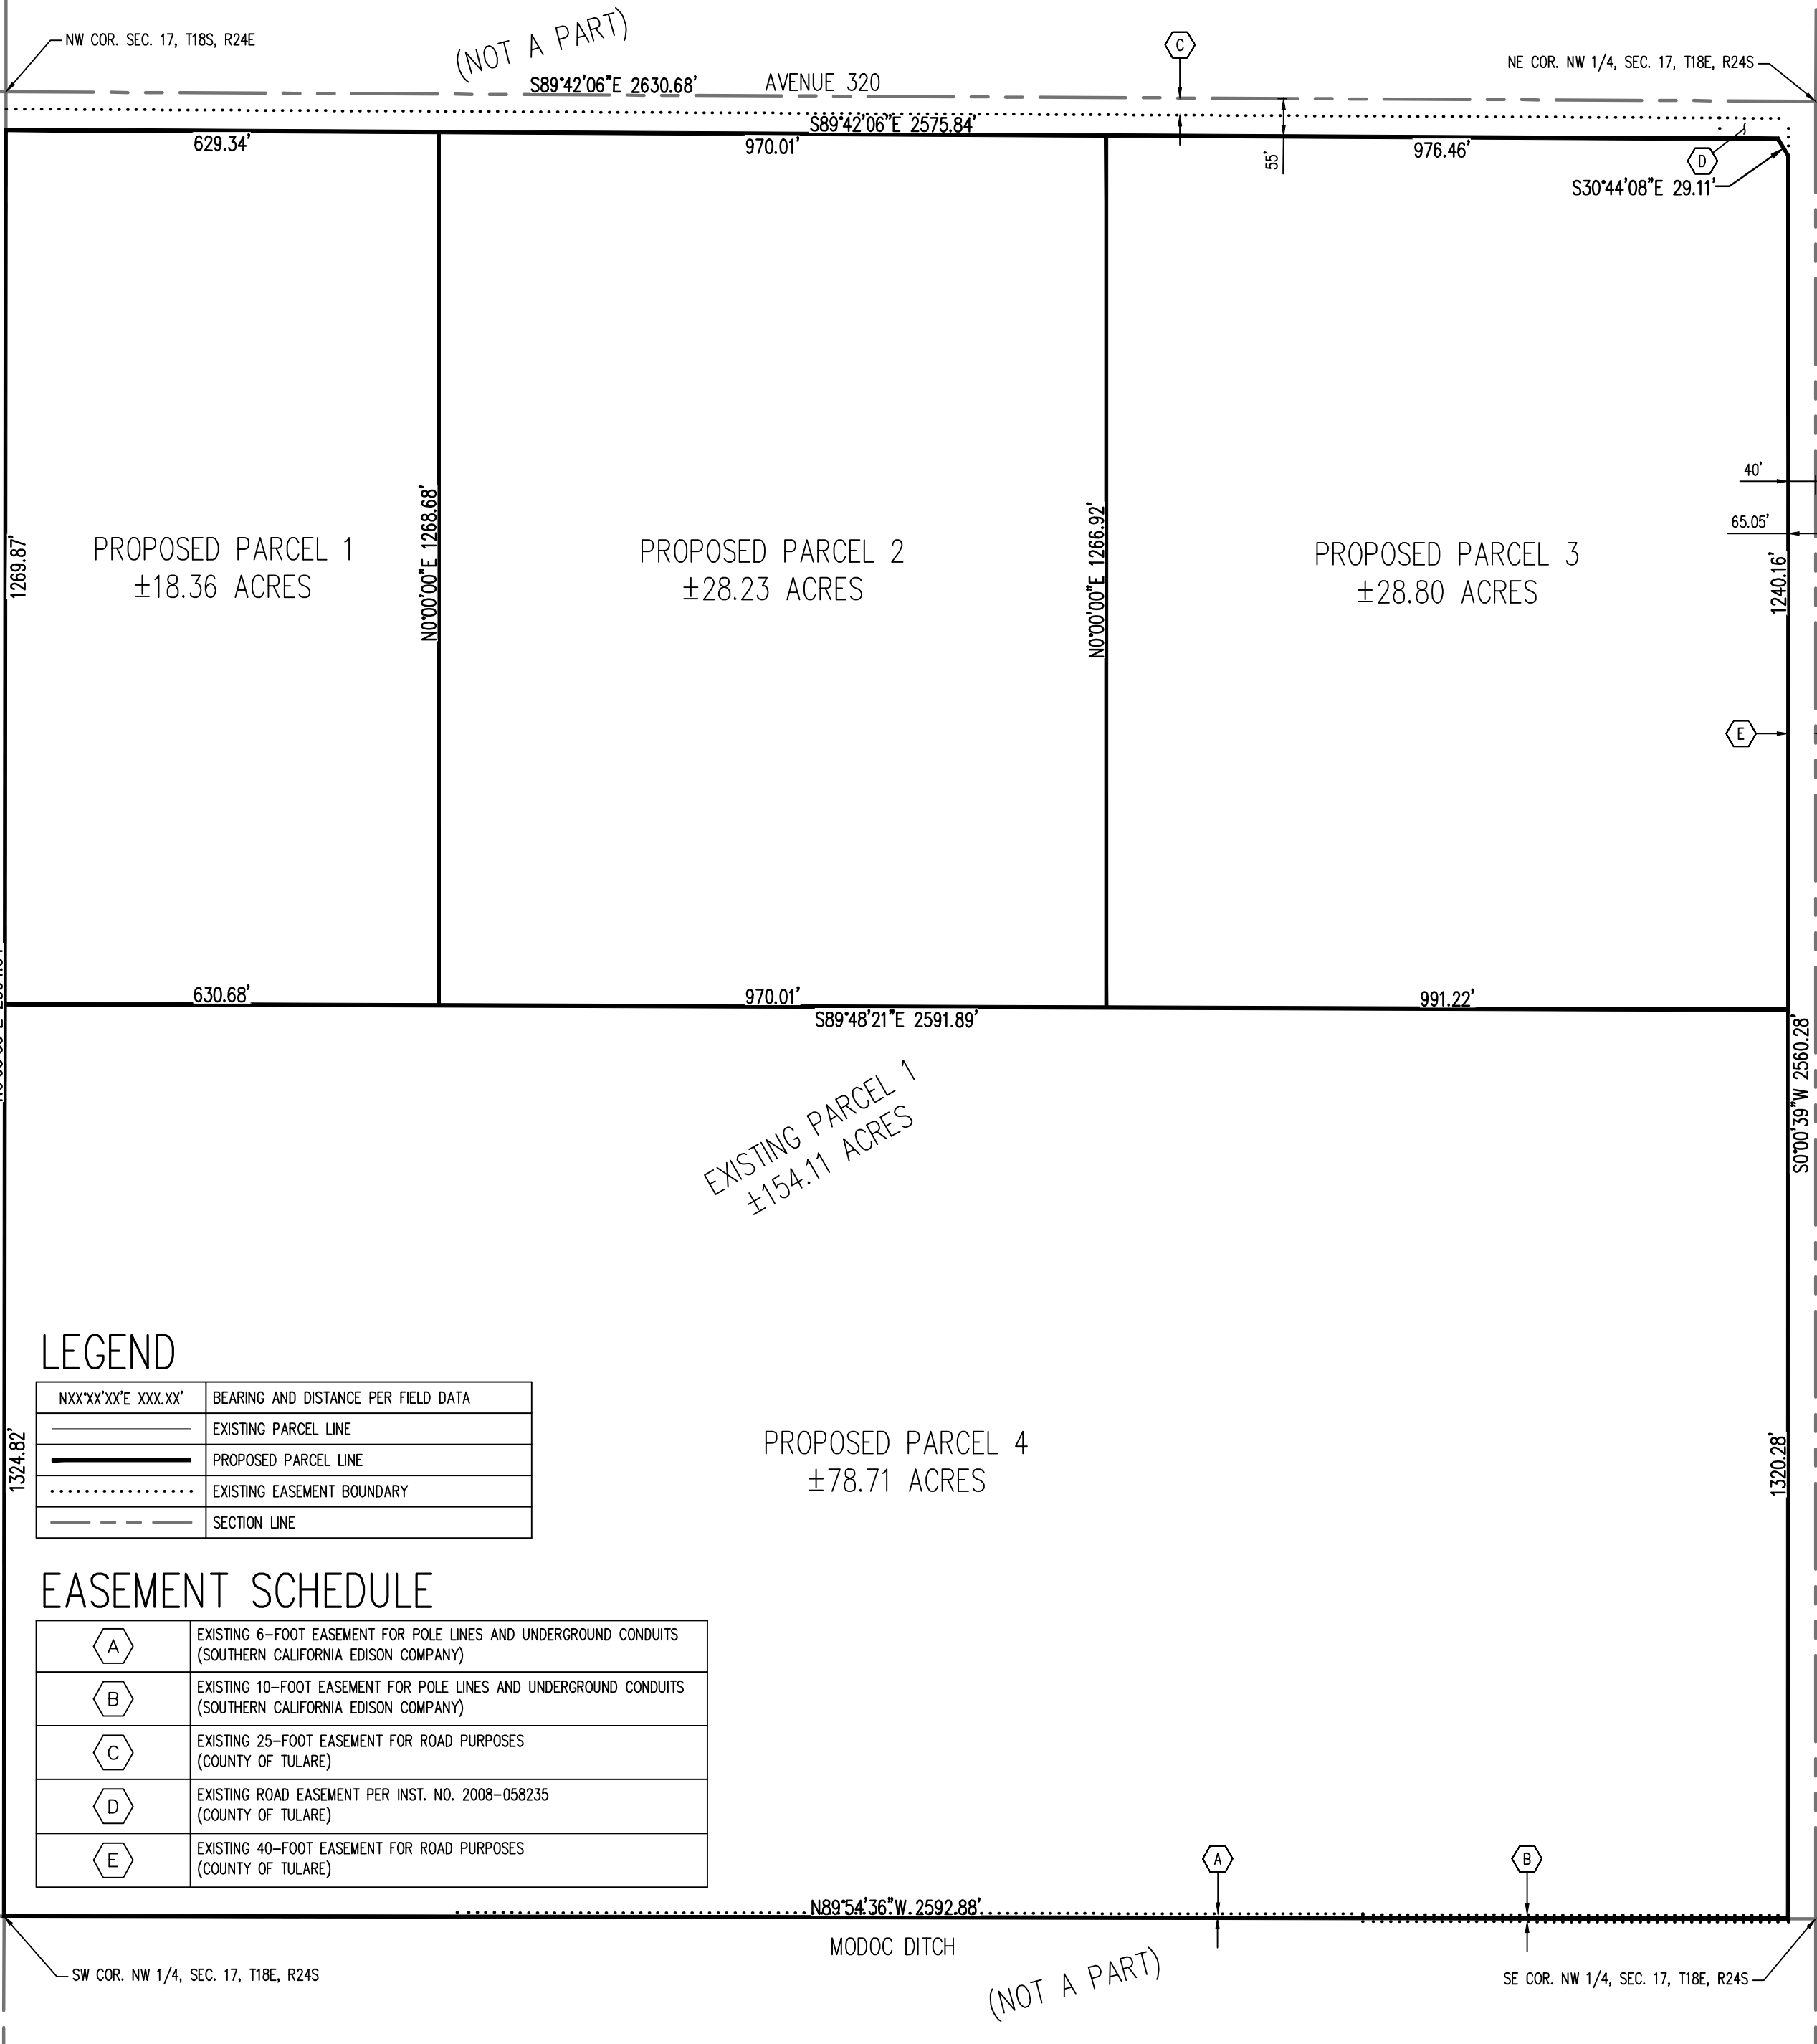 NW COR. SEC. 17, T18S, R24E
(NOT A PART)
S89°42'06"E 2630.68'
AVENUE 320
C
NE COR. NW 1/4, SEC. 17, T18E, R24S
S89°42'06"E 2575.84'
629.34'
970.01'
976.46'
55'
D
S30°44'08"E 29.11'
40'
65.05'
1269.87'
PROPOSED PARCEL 1
±18.36 ACRES
N0°00'00"E 1268.68'
PROPOSED PARCEL 2
±28.23 ACRES
N0°00'00"E 1266.92'
PROPOSED PARCEL 3
±28.80 ACRES
1240.16'
E
630.68'
970.01'
991.22'
S89°48'21"E 2591.89'
S0°00'39"W 2560.28'
EXISTING PARCEL 1
±154.11 ACRES
LEGEND
NXX°XX'XX'E XXX.XX' BEARING AND DISTANCE PER FIELD DATA
EXISTING PARCEL LINE
PROPOSED PARCEL LINE
EXISTING EASEMENT BOUNDARY
SECTION LINE
1324.82'
PROPOSED PARCEL 4
±78.71 ACRES
1320.28'
EASEMENT SCHEDULE
A EXISTING 6-FOOT EASEMENT FOR POLE LINES AND UNDERGROUND CONDUITS
(SOUTHERN CALIFORNIA EDISON COMPANY)
B EXISTING 10-FOOT EASEMENT FOR POLE LINES AND UNDERGROUND CONDUITS
(SOUTHERN CALIFORNIA EDISON COMPANY)
C EXISTING 25-FOOT EASEMENT FOR ROAD PURPOSES
(COUNTY OF TULARE)
D EXISTING ROAD EASEMENT PER INST. NO. 2008-058235
(COUNTY OF TULARE)
E EXISTING 40-FOOT EASEMENT FOR ROAD PURPOSES
(COUNTY OF TULARE)
A
B
N89°54'36"W 2592.88'
MODOC DITCH
(NOT A PART)
SW COR. NW 1/4, SEC. 17, T18E, R24S
SE COR. NW 1/4, SEC. 17, T18E, R24S